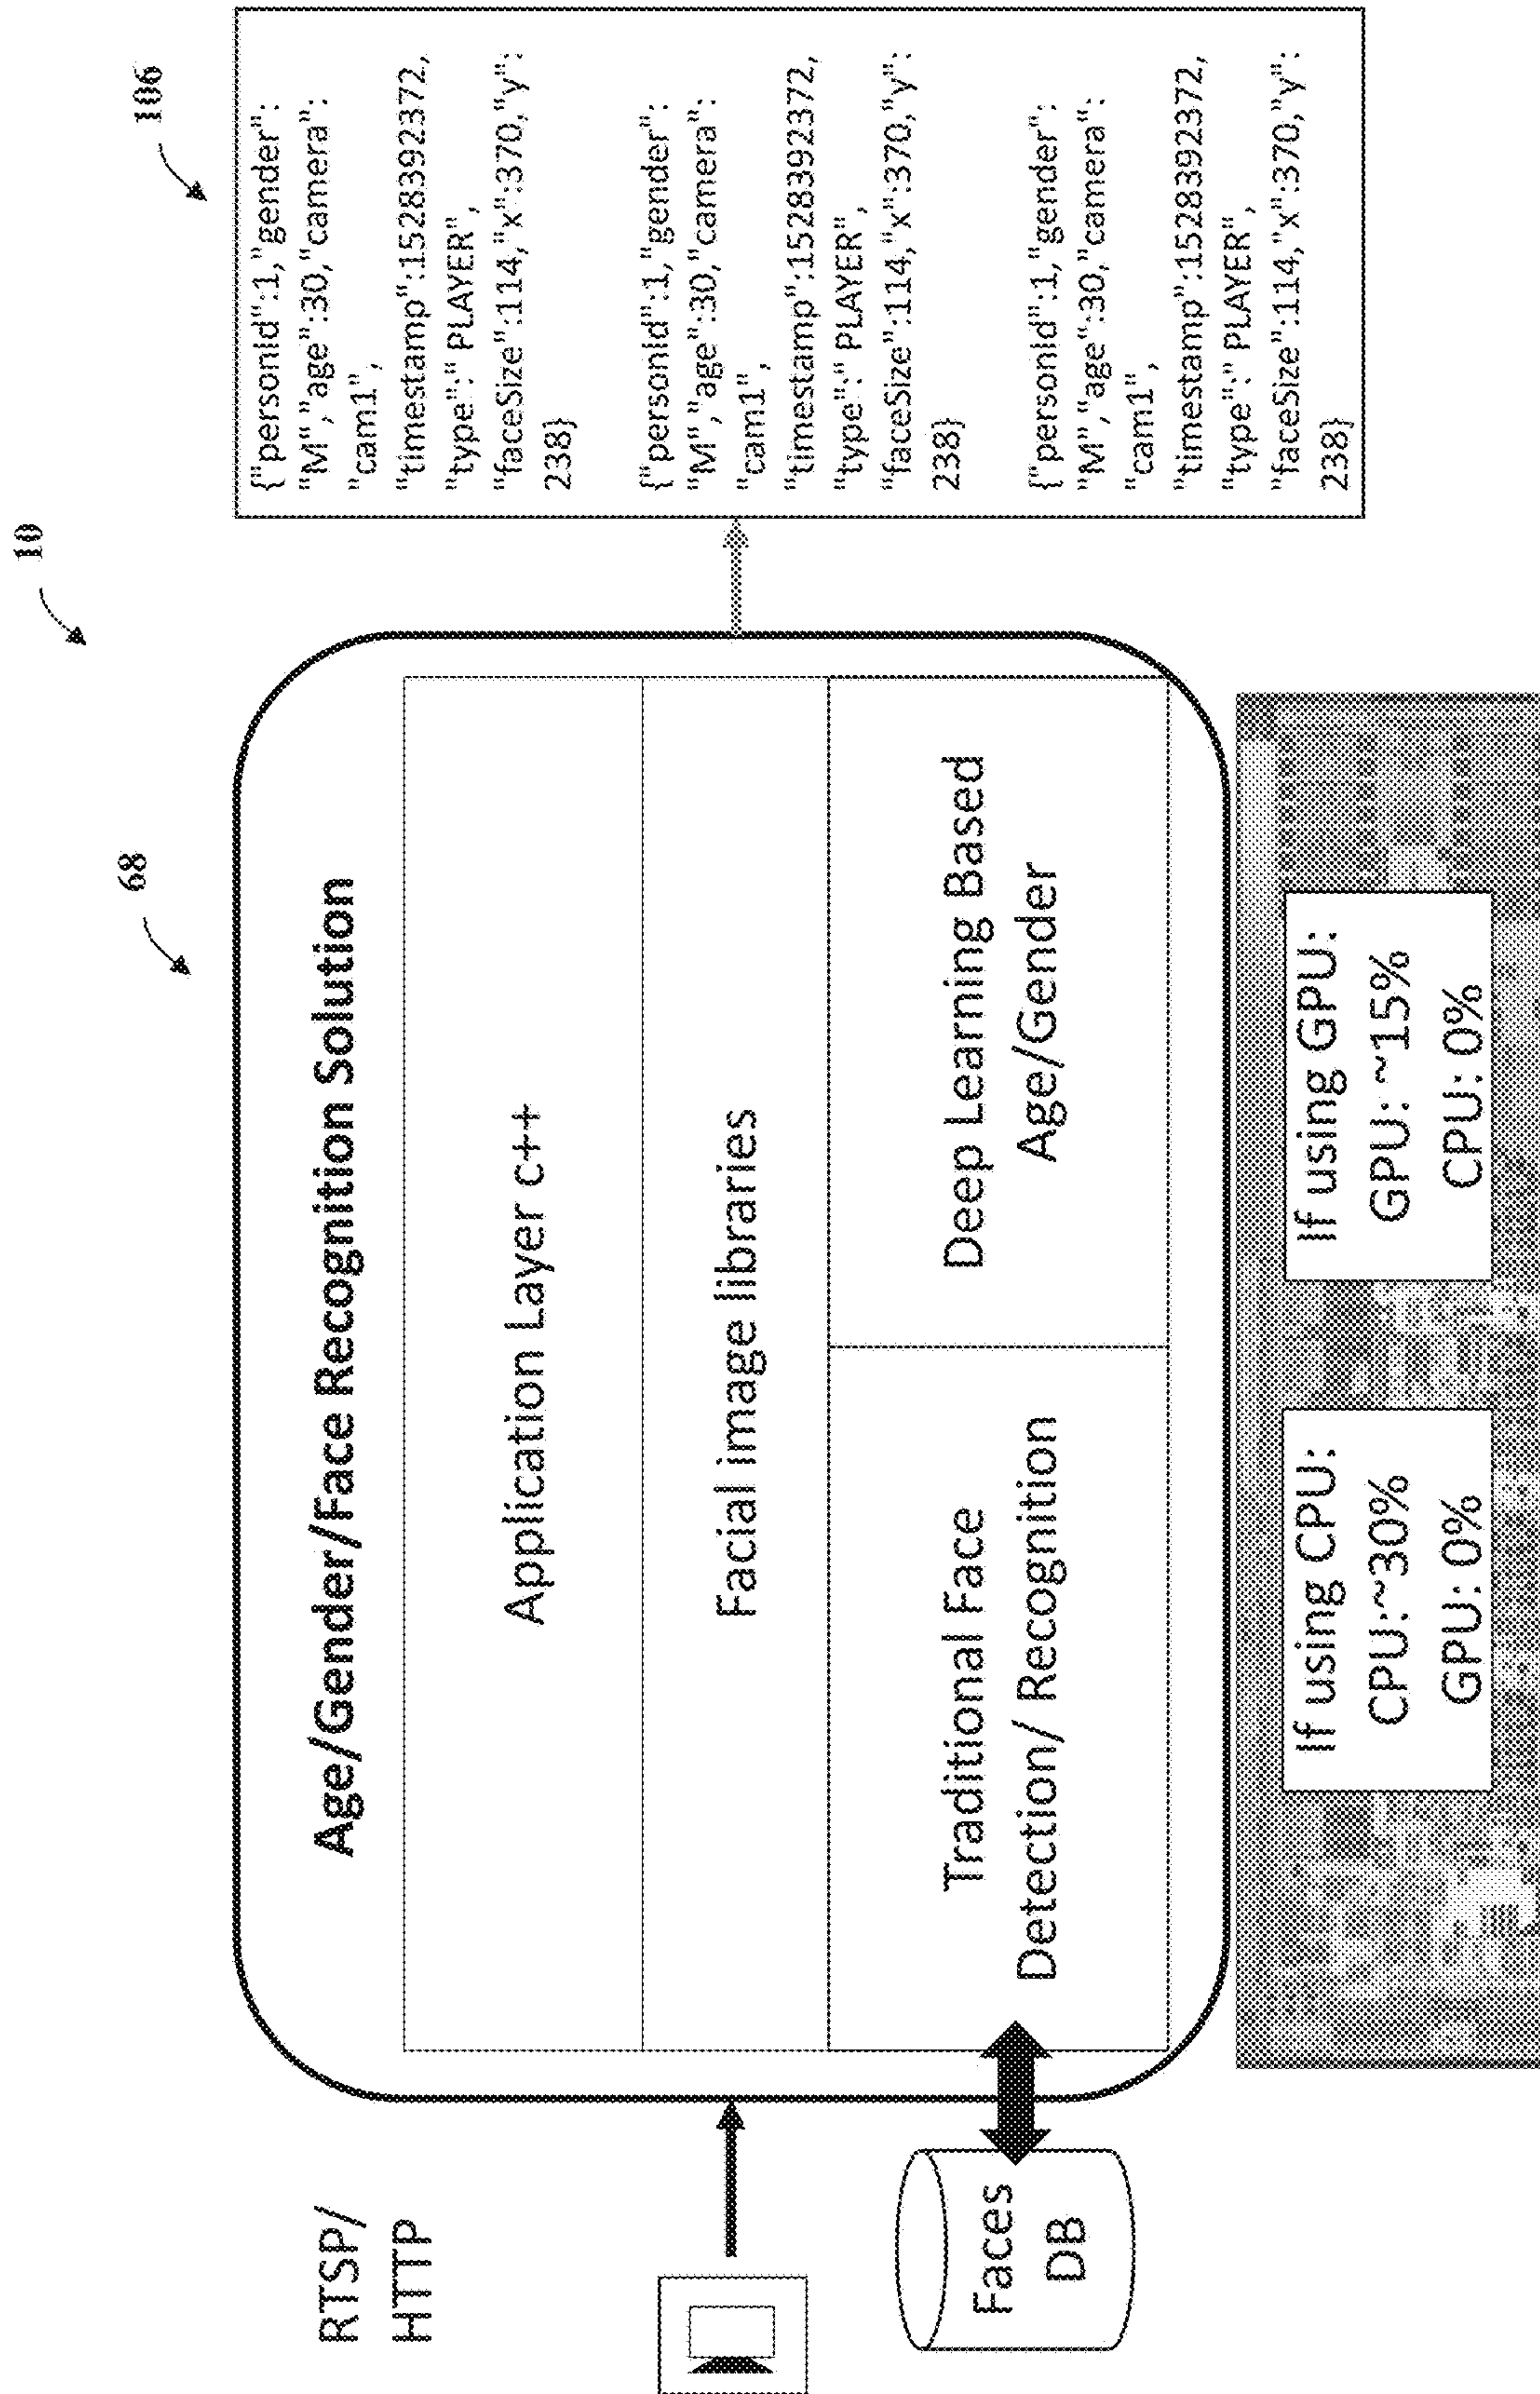 10
68
106
RTSP/
HTTP
Faces
DB
Age/Gender/Face Recognition Solution
Application Layer c++
Facial image libraries
Traditional Face
Detection/ Recognition
Deep Learning Based
Age/Gender
If using CPU:
CPU:~30%
GPU: 0%
If using GPU:
GPU: ~15%
CPU: 0%
{"personId":1,"gender":
"M","age":30,"camera":
"cam1",
"timestamp":1528392372,
"type":" PLAYER",
"faceSize":114,"x":370,"y":
238}
{"personId":1,"gender":
"M","age":30,"camera":
"cam1",
"timestamp":1528392372,
"type":" PLAYER",
"faceSize":114,"x":370,"y":
238}
{"personId":1,"gender":
"M","age":30,"camera":
"cam1",
"timestamp":1528392372,
"type":" PLAYER",
"faceSize":114,"x":370,"y":
238}